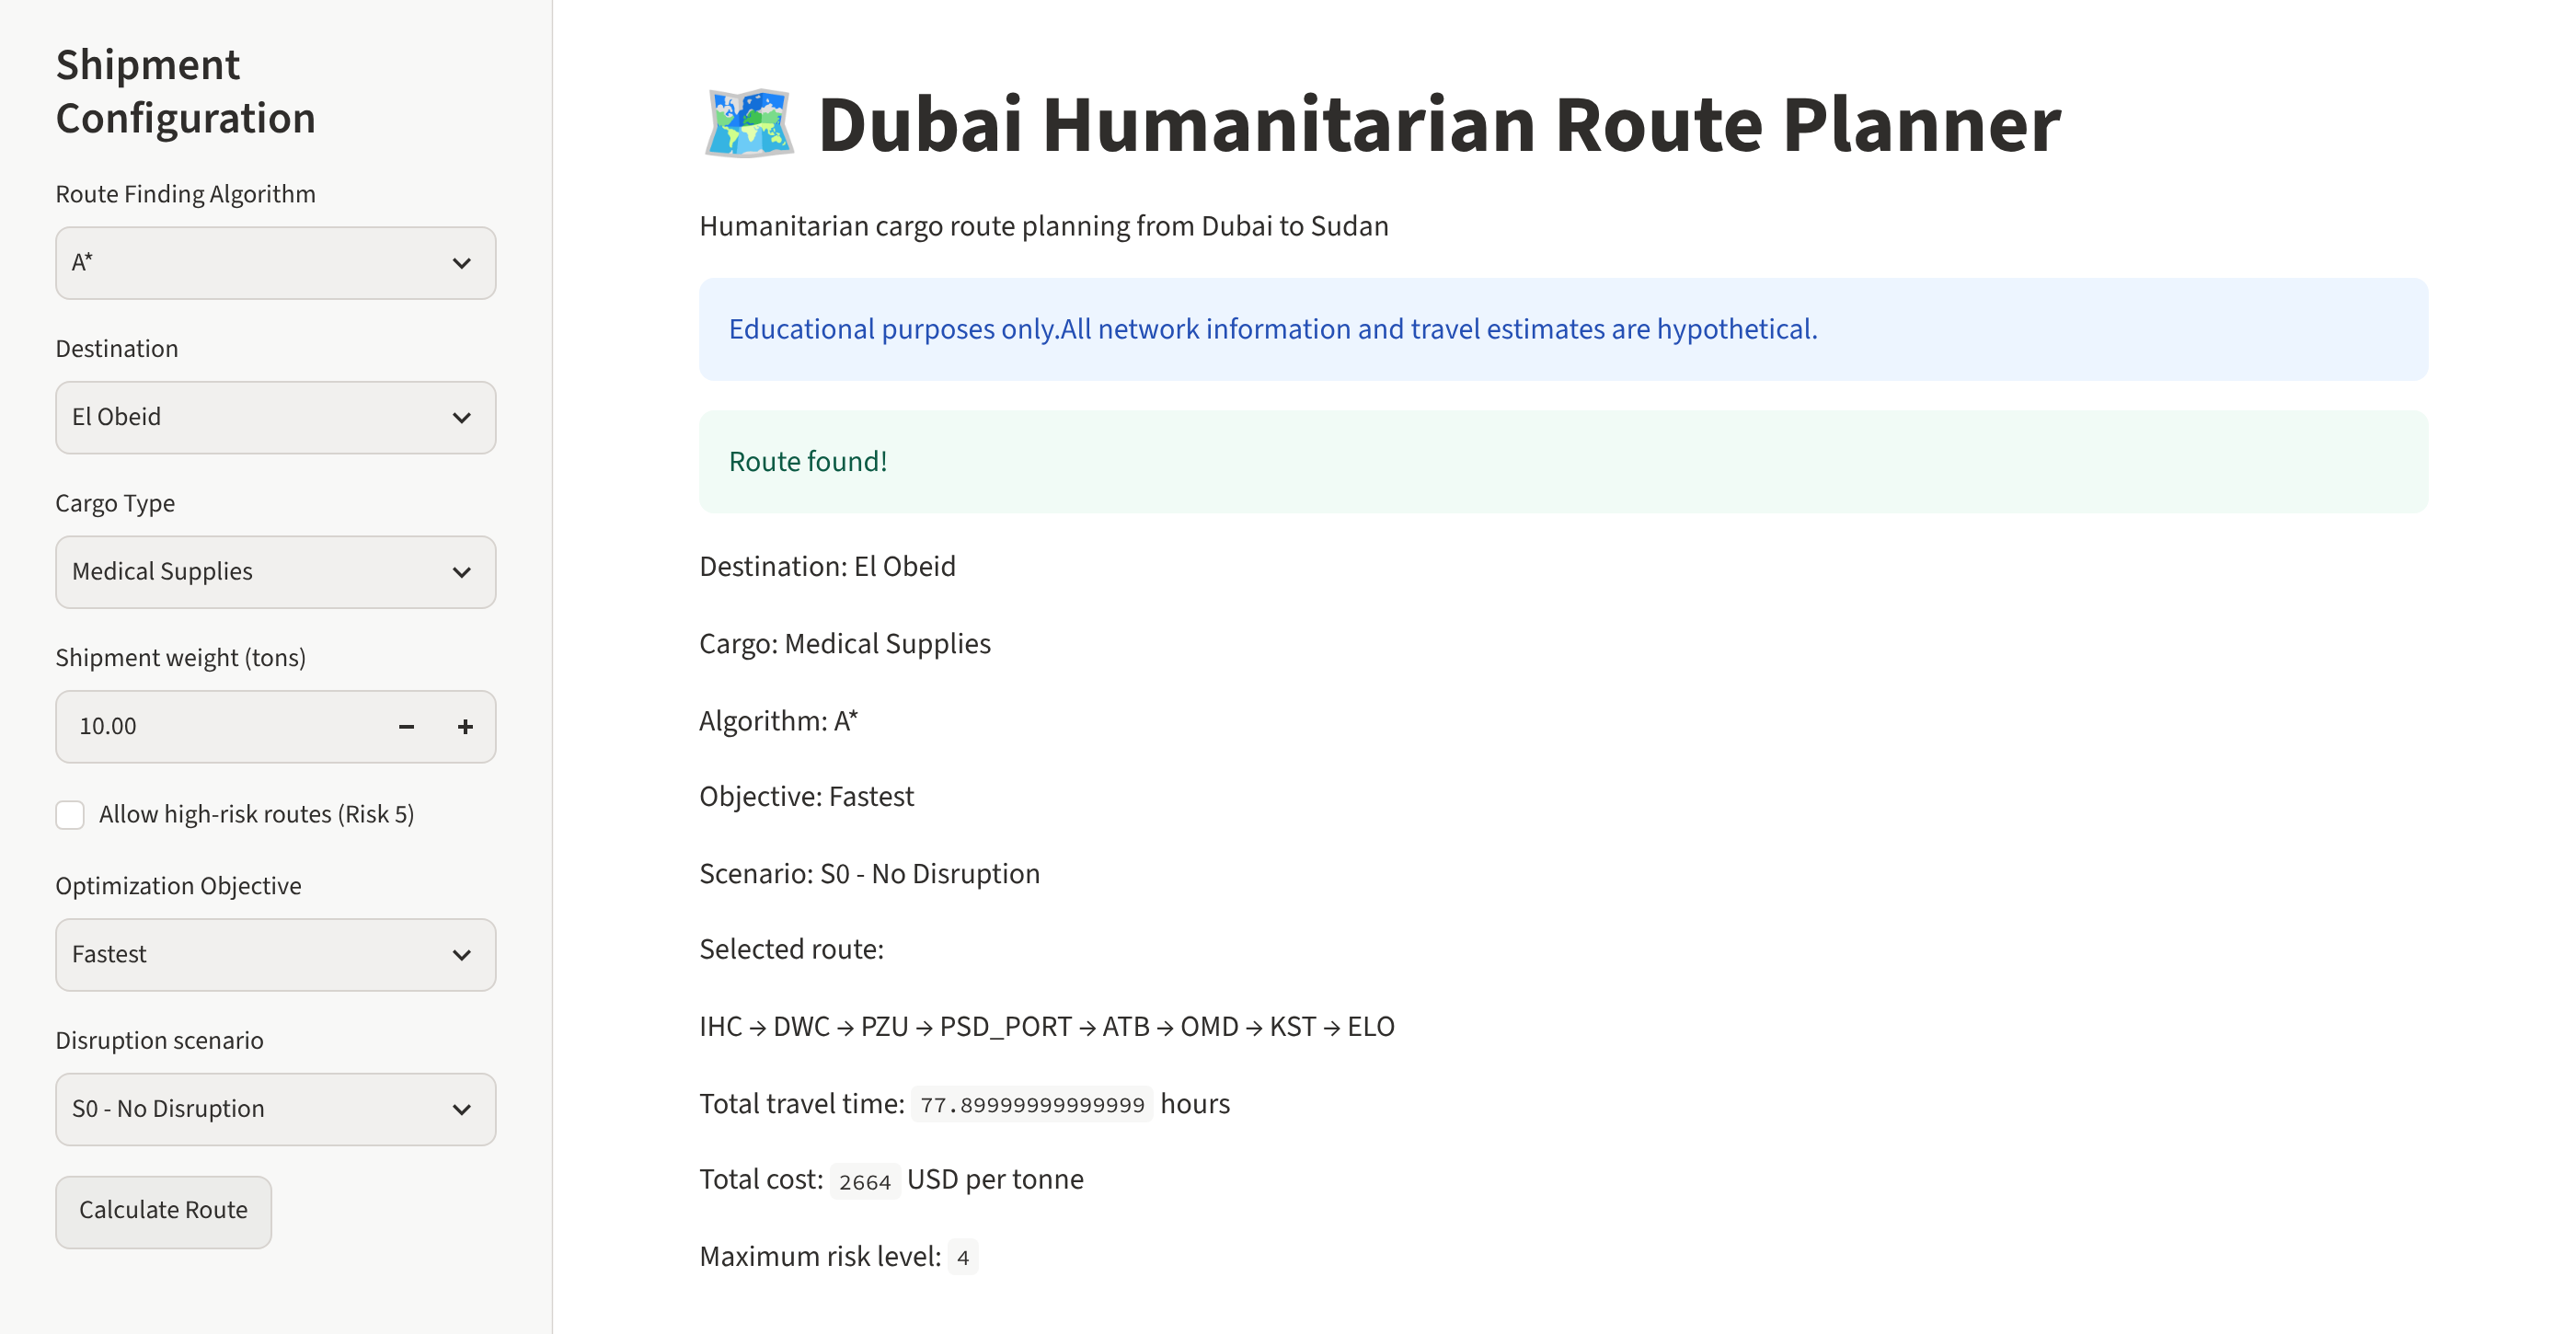 Shipment
Configuration
Route Finding Algorithm
A*
Destination
El Obeid
Cargo Type
Medical Supplies
Shipment weight (tons)
10.00
Allow high-risk routes (Risk 5)
Optimization Objective
Fastest
Disruption scenario
S0 - No Disruption
Calculate Route
Dubai Humanitarian Route Planner
Humanitarian cargo route planning from Dubai to Sudan
Educational purposes only.All network information and travel estimates are hypothetical.
Route found!
Destination: El Obeid
Cargo: Medical Supplies
Algorithm: A*
Objective: Fastest
Scenario: S0 - No Disruption
Selected route:
IHC → DWC → PZU → PSD_PORT → ATB → OMD → KST → ELO
Total travel time: 77.89999999999999 hours
Total cost: 2664 USD per tonne
Maximum risk level: 4